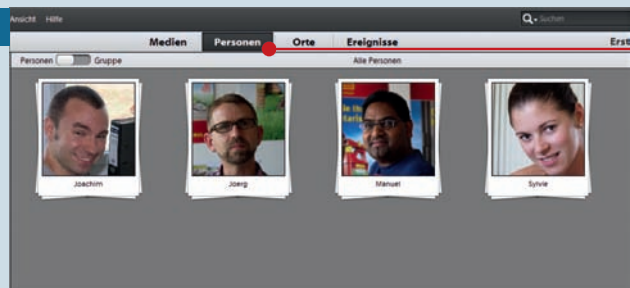 Ansicht Hilfe Suchen
Medien Personen Orte Ereignisse Erst
Personen Gruppe Alle Personen
Joachim Joerg Manuel Sylvie